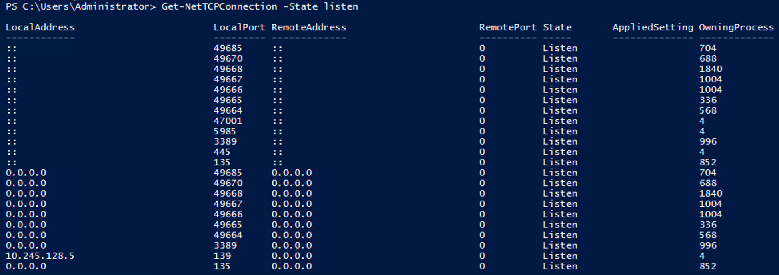 PS C:\Users\Administrator> Get-NetTCPConnection -State listen
LocalAddress LocalPort RemoteAddress RemotePort State AppliedSetting OwningProcess
------------ --------- ------------- ---------- ----- -------------- -------------
:: 49685 :: 0 Listen 704
:: 49670 :: 0 Listen 688
:: 49668 :: 0 Listen 1840
:: 49667 :: 0 Listen 1004
:: 49666 :: 0 Listen 1004
:: 49665 :: 0 Listen 336
:: 49664 :: 0 Listen 568
:: 47001 :: 0 Listen 4
:: 5985 :: 0 Listen 4
:: 3389 :: 0 Listen 996
:: 445 :: 0 Listen 4
:: 135 :: 0 Listen 852
0.0.0.0 49685 0.0.0.0 0 Listen 704
0.0.0.0 49670 0.0.0.0 0 Listen 688
0.0.0.0 49668 0.0.0.0 0 Listen 1840
0.0.0.0 49667 0.0.0.0 0 Listen 1004
0.0.0.0 49666 0.0.0.0 0 Listen 1004
0.0.0.0 49665 0.0.0.0 0 Listen 336
0.0.0.0 49664 0.0.0.0 0 Listen 568
0.0.0.0 3389 0.0.0.0 0 Listen 996
10.245.128.5 139 0.0.0.0 0 Listen 4
0.0.0.0 135 0.0.0.0 0 Listen 852